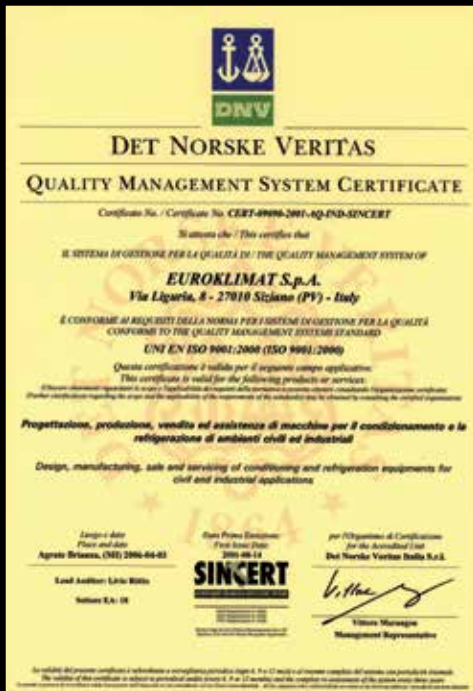 DNV
DET NORSKE VERITAS
QUALITY MANAGEMENT SYSTEM CERTIFICATE
Certificato No. / Certificate No. CERT-09690-2001-AQ-IND-SINCERT
Si attesta che / This certifies that
IL SISTEMA DI GESTIONE PER LA QUALITÀ DI / THE QUALITY MANAGEMENT SYSTEM OF
EUROKLIMAT S.p.A.
Via Liguria, 8 - 27010 Siziano (PV) - Italy
È CONFORME AI REQUISITI DELLA NORMA PER I SISTEMI DI GESTIONE PER LA QUALITÀ
CONFORMS TO THE QUALITY MANAGEMENT SYSTEMS STANDARD
UNI EN ISO 9001:2000 (ISO 9001:2000)
Questa certificazione è valida per il seguente campo applicativo:
This certificate is valid for the following products or services:
Progettazione, produzione, vendita ed assistenza di macchine per il condizionamento e la
refrigerazione di ambienti civili ed industriali
Design, manufacturing, sale and servicing of conditioning and refrigeration equipments for
civil and industrial applications
Luogo e data
Place and date
Agrate Brianza, (MI) 2006-04-03
Data Prima Emissione:
First Issue Date:
2001-08-14
per l'Organismo di Certificazione
for the Accredited Unit
Det Norske Veritas Italia S.r.l.
Lead Auditor: Livio
Settore EA: 18
SINCERT
Vittore Marangon
Management Representative
DET NORSKE VERITAS
1864